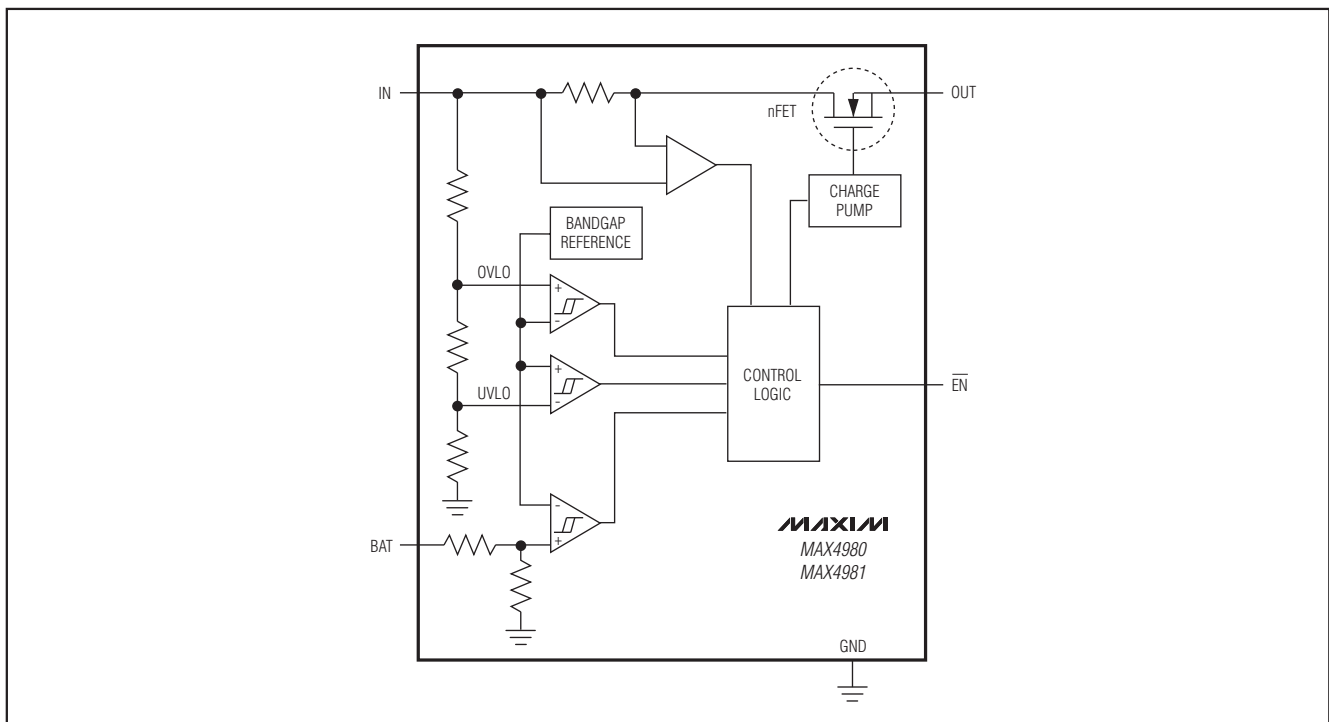 IN
OUT
nFET
CHARGE
PUMP
BANDGAP
REFERENCE
OVLO
+
-
+
CONTROL
LOGIC
EN
UVLO
-
-
+
BAT
MAXIM
MAX4980
MAX4981
GND